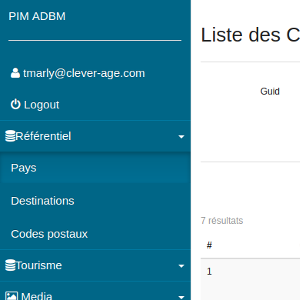 PIM ADBM
Liste des C
tmarly@clever-age.com
Guid
Logout
Référentiel
Pays
Destinations
7 résultats
Codes postaux
#
Tourisme
1
Media